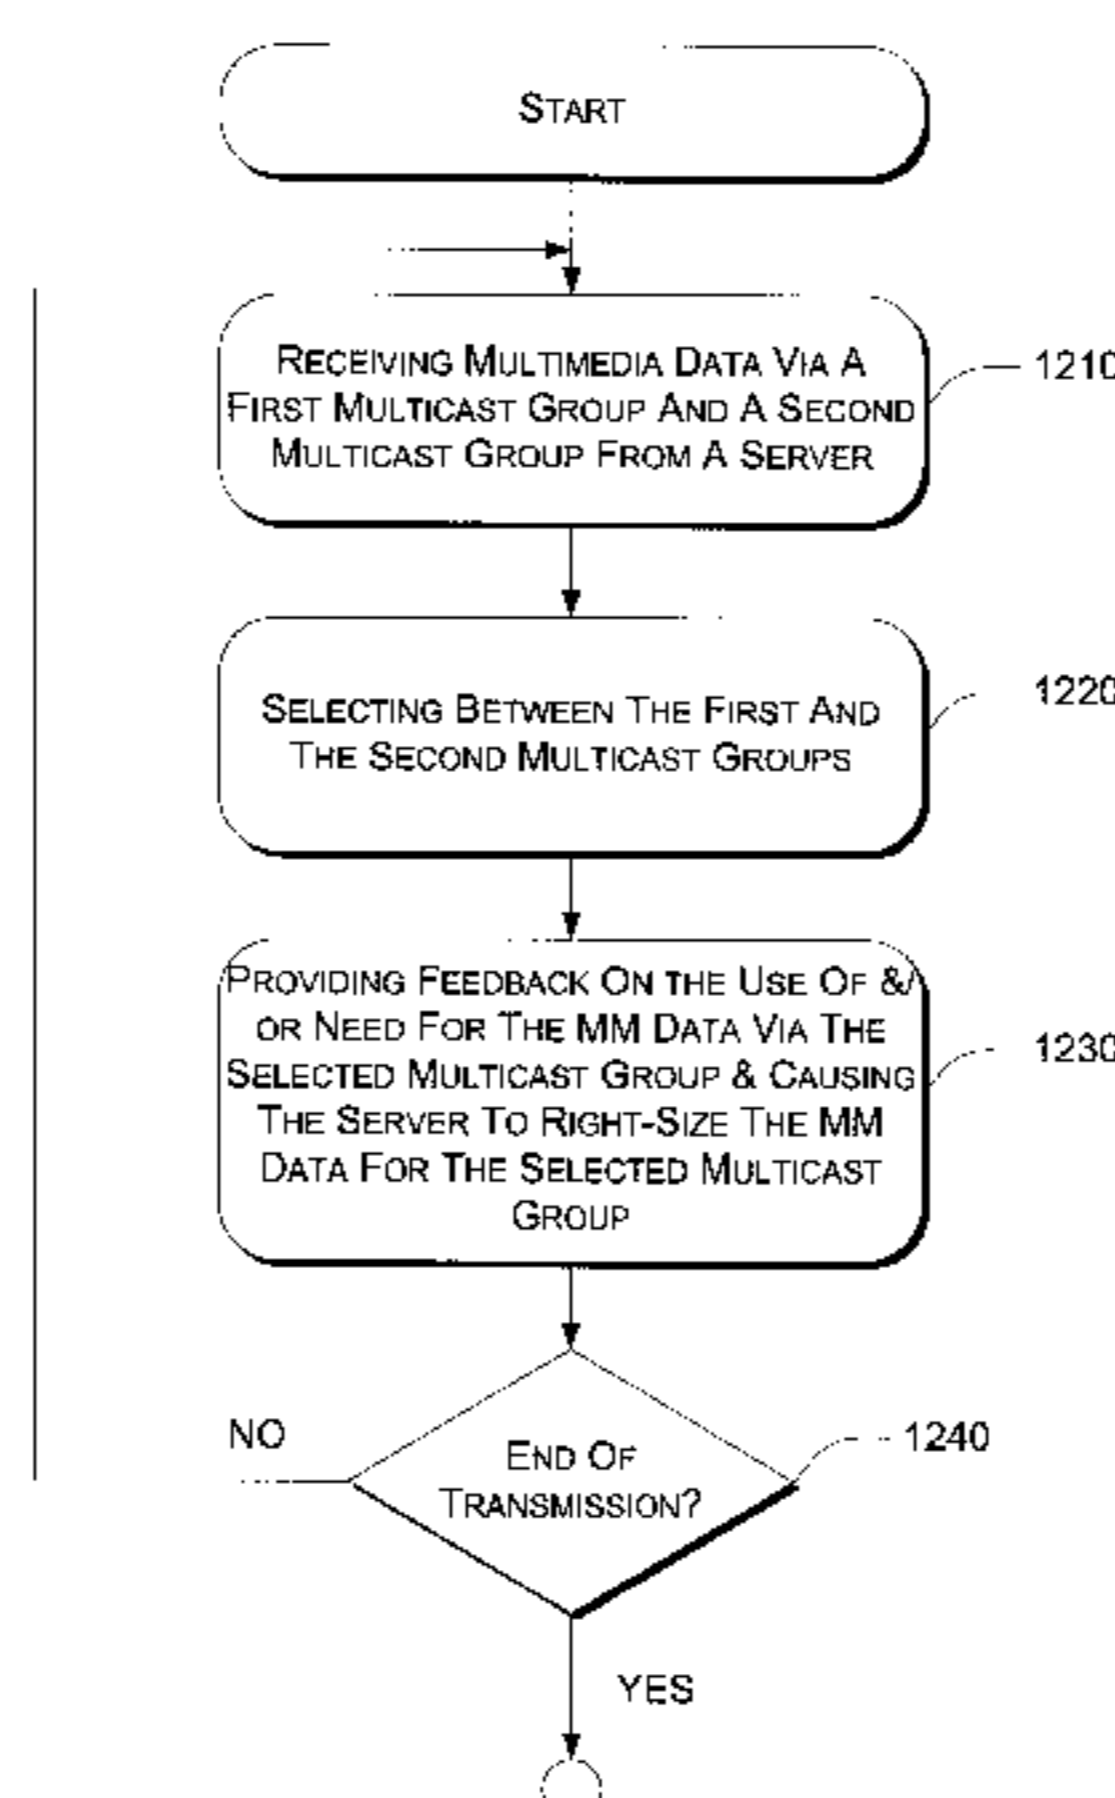 START
RECEIVING MULTIMEDIA DATA VIA A
FIRST MULTICAST GROUP AND A SECOND
MULTICAST GROUP FROM A SERVER
1210
SELECTING BETWEEN THE FIRST AND
THE SECOND MULTICAST GROUPS
1220
PROVIDING FEEDBACK ON THE USE OF &/
OR NEED FOR THE MM DATA VIA THE
SELECTED MULTICAST GROUP & CAUSING
THE SERVER TO RIGHT-SIZE THE MM
DATA FOR THE SELECTED MULTICAST
GROUP
1230
NO
END OF
TRANSMISSION?
1240
YES